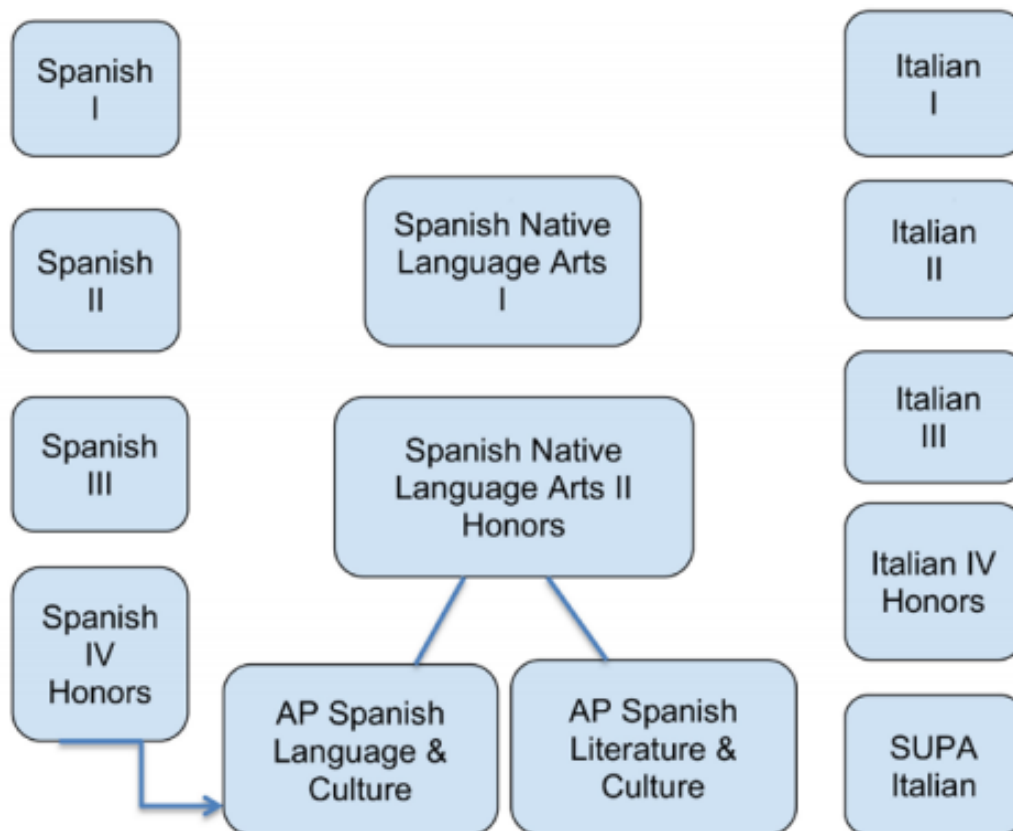 Spanish
I
Spanish
II
Spanish
III
Spanish
IV
Honors
Spanish Native
Language Arts
I
Spanish Native
Language Arts II
Honors
AP Spanish
Language &
Culture
AP Spanish
Literature &
Culture
Italian
I
Italian
II
Italian
III
Italian IV
Honors
SUPA
Italian